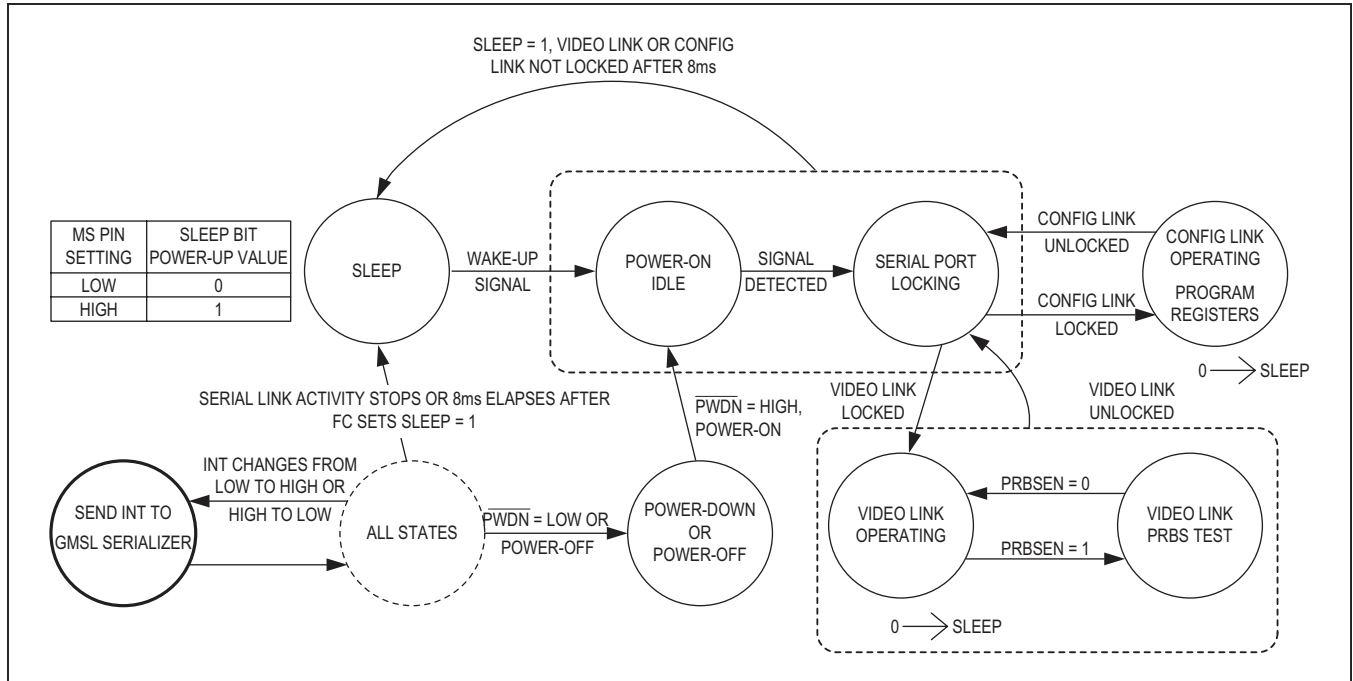 SLEEP = 1, VIDEO LINK OR CONFIG
LINK NOT LOCKED AFTER 8ms
MS PIN
SETTING
SLEEP BIT
POWER-UP VALUE
LOW
0
HIGH
1
SLEEP
WAKE-UP
SIGNAL
POWER-ON
IDLE
SIGNAL
DETECTED
SERIAL PORT
LOCKING
CONFIG LINK
UNLOCKED
CONFIG LINK
LOCKED
CONFIG LINK
OPERATING
PROGRAM
REGISTERS
0 → SLEEP
SERIAL LINK ACTIVITY STOPS OR 8ms ELAPSES AFTER
FC SETS SLEEP = 1
PWDN = HIGH,
POWER-ON
VIDEO LINK
LOCKED
VIDEO LINK
UNLOCKED
INT CHANGES FROM
LOW TO HIGH OR
HIGH TO LOW
SEND INT TO
GMSL SERIALIZER
ALL STATES
PWDN = LOW OR
POWER-OFF
POWER-DOWN
OR
POWER-OFF
VIDEO LINK
OPERATING
PRBSEN = 0
PRBSEN = 1
VIDEO LINK
PRBS TEST
0 → SLEEP